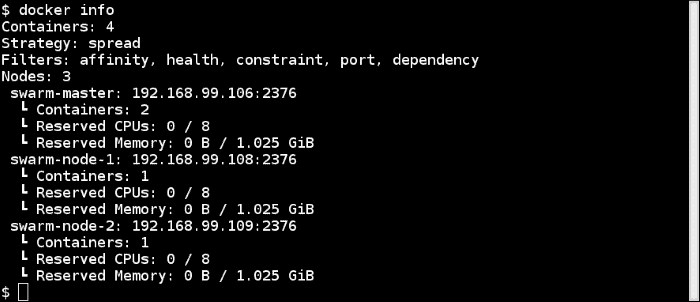 $ docker info
Containers: 4
Strategy: spread
Filters: affinity, health, constraint, port, dependency
Nodes: 3
 swarm-master: 192.168.99.106:2376
  ┗ Containers: 2
  ┗ Reserved CPUs: 0 / 8
  ┗ Reserved Memory: 0 B / 1.025 GiB
 swarm-node-1: 192.168.99.108:2376
  ┗ Containers: 1
  ┗ Reserved CPUs: 0 / 8
  ┗ Reserved Memory: 0 B / 1.025 GiB
 swarm-node-2: 192.168.99.109:2376
  ┗ Containers: 1
  ┗ Reserved CPUs: 0 / 8
  ┗ Reserved Memory: 0 B / 1.025 GiB
$